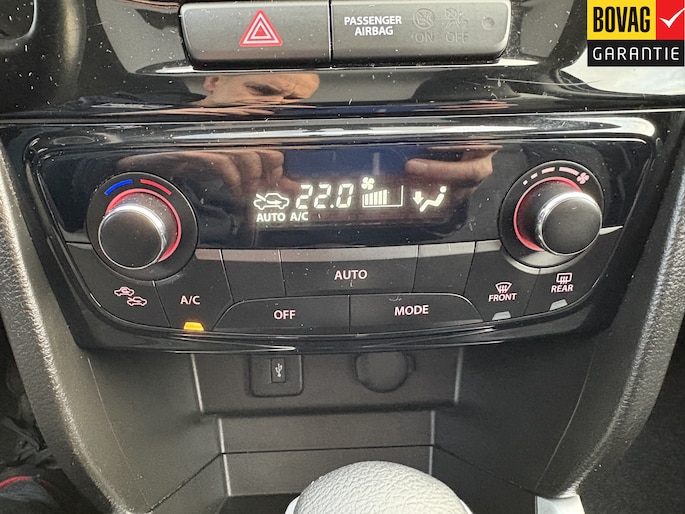 BOVAG
GARANTIE
PASSENGER
AIRBAG
ON OFF
22.0
AUTO A/C
A/C
AUTO
OFF
MODE
FRONT
REAR